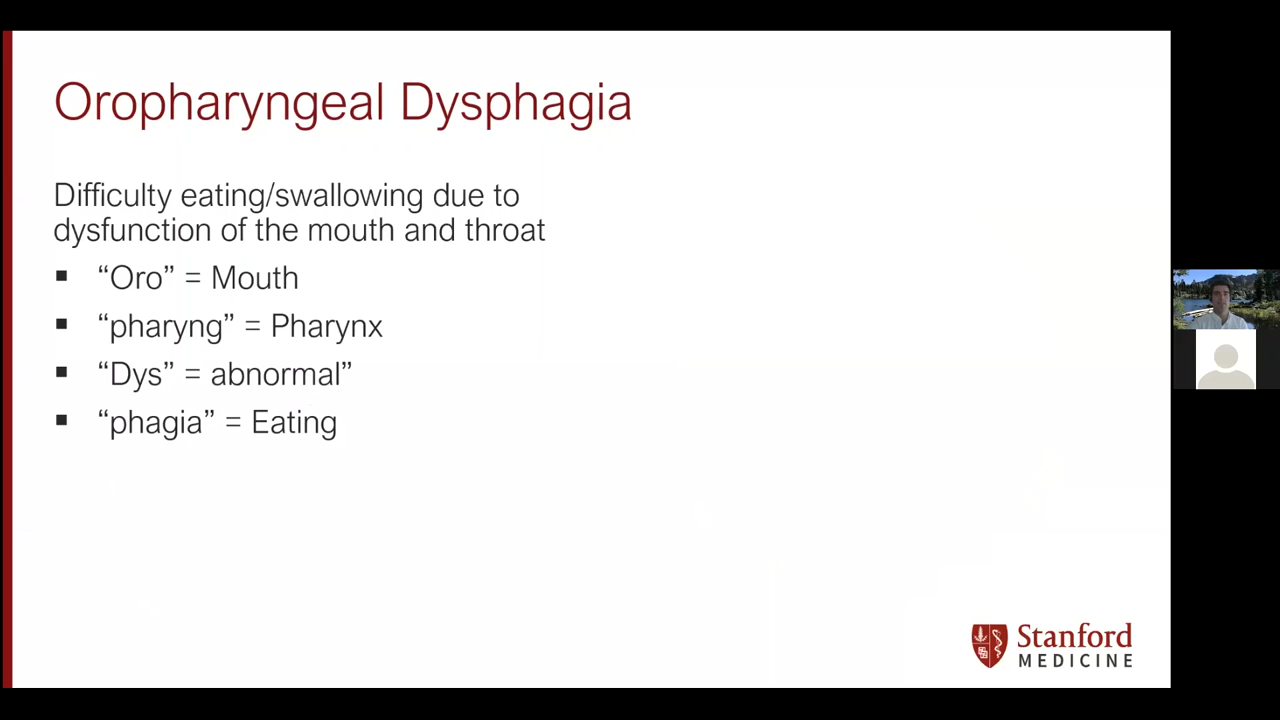 Oropharyngeal Dysphagia
Difficulty eating/swallowing due to
dysfunction of the mouth and throat
▪ “Oro” = Mouth
▪ “pharyng” = Pharynx
▪ “Dys” = abnormal”
▪ “phagia” = Eating
Stanford
MEDICINE